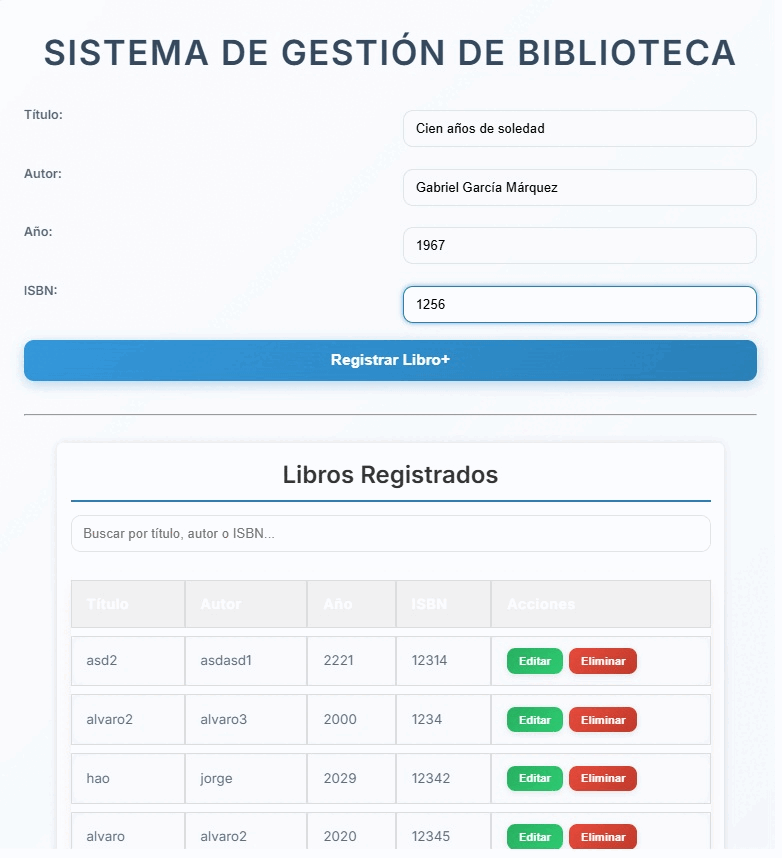 SISTEMA DE GESTIÓN DE BIBLIOTECA
Título:
Cien años de soledad
Autor:
Gabriel García Márquez
Año:
1967
ISBN:
1256
Registrar Libro+
Libros Registrados
Buscar por título, autor o ISBN...
Título Autor Año ISBN Acciones
asd2 asdasd1 2221 12314 Editar Eliminar
alvaro2 alvaro3 2000 1234 Editar Eliminar
hao jorge 2029 12342 Editar Eliminar
alvaro alvaro2 2020 12345 Editar Eliminar